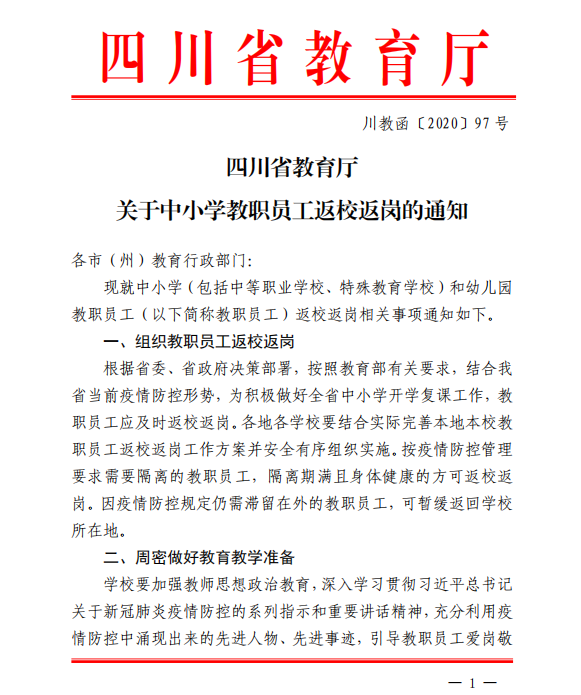 四川省教育厅
川教函〔2020〕97号
四川省教育厅
关于中小学教职员工返校返岗的通知
各市（州）教育行政部门：
现就中小学（包括中等职业学校、特殊教育学校）和幼儿园
教职员工（以下简称教职员工）返校返岗相关事项通知如下。
一、组织教职员工返校返岗
根据省委、省政府决策部署，按照教育部有关要求，结合我
省当前疫情防控形势，为积极做好全省中小学开学复课工作，教
职员工应及时返校返岗。各地各学校要结合实际完善本地本校教
职员工返校返岗工作方案并安全有序组织实施。按疫情防控管理
要求需要隔离的教职员工，隔离期满且身体健康的方可返校返
岗。因疫情防控规定仍需滞留在外的教职员工，可暂缓返回学校
所在地。
二、周密做好教育教学准备
学校要加强教师思想政治教育，深入学习贯彻习近平总书记
关于新冠肺炎疫情防控的系列指示和重要讲话精神，充分利用疫
情防控中涌现出来的先进人物、先进事迹，引导教职员工爱岗敬
— 1 —